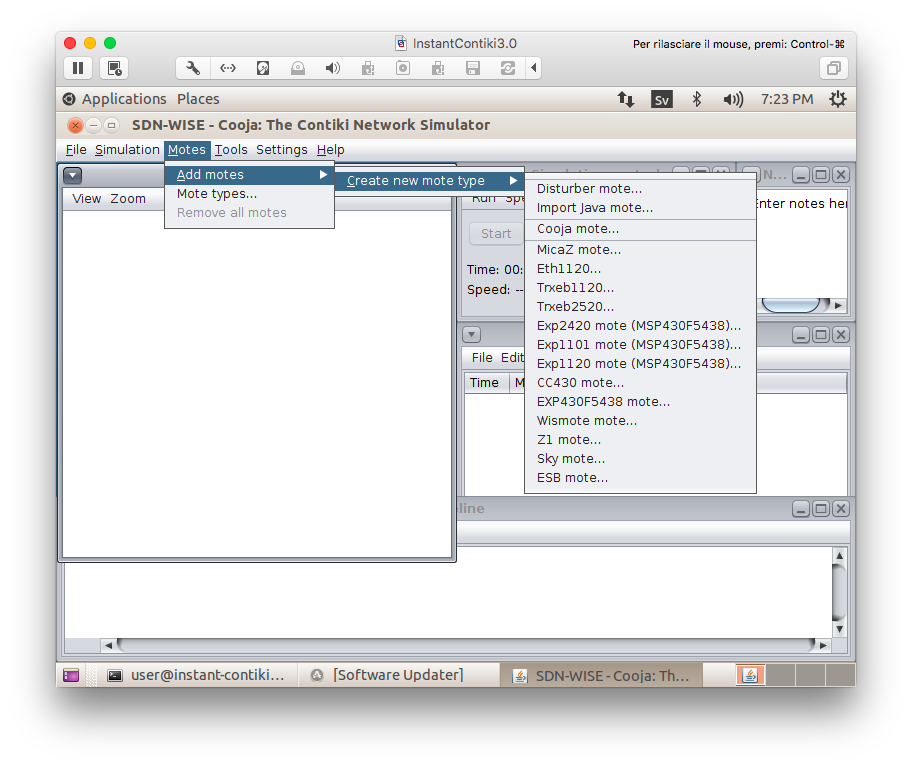 InstantContiki3.0
Per rilasciare il mouse, premi: Control-⌘
Applications Places
Sv
7:23 PM
SDN-WISE - Cooja: The Contiki Network Simulator
File Simulation Motes Tools Settings Help
Add motes
Mote types...
Remove all motes
Create new mote type
Disturber mote...
Import Java mote...
Cooja mote...
MicaZ mote...
Eth1120...
Trxeb1120...
Trxeb2520...
Exp2420 mote (MSP430F5438)...
Exp1101 mote (MSP430F5438)...
Exp1120 mote (MSP430F5438)...
CC430 mote...
EXP430F5438 mote...
Wismote mote...
Z1 mote...
Sky mote...
ESB mote...
View Zoom
Run Spe
Start
Time: 00:
Speed: --
N...
Enter notes her
File Edit
Time M
line
user@instant-contiki...
[Software Updater]
SDN-WISE - Cooja: Th...